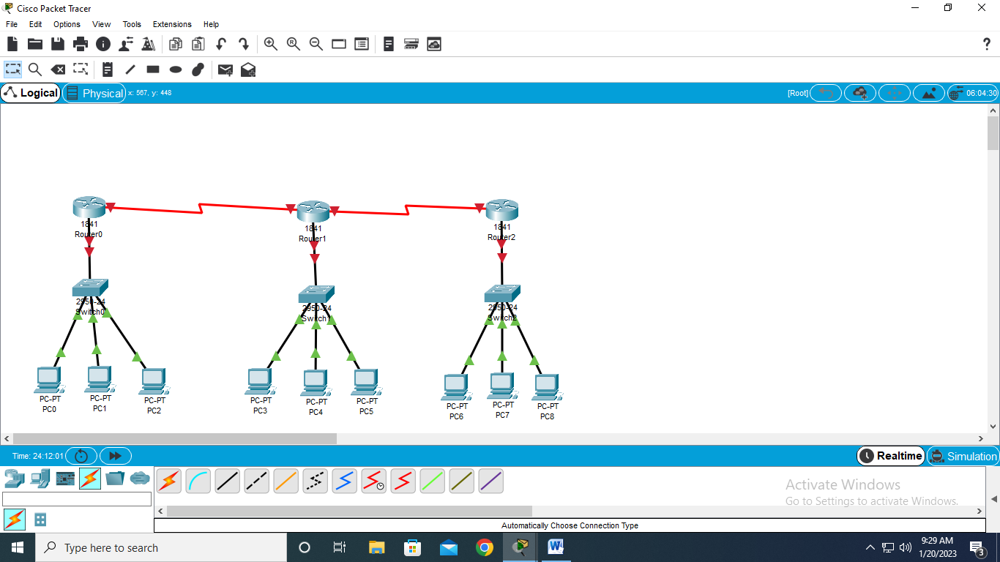 Cisco Packet Tracer
File Edit Options View Tools Extensions Help
?
Logical Physical x: 567, y: 448 [Root] 06:04:30
1841
Router0
1841
Router1
1841
Router2
2950-24
Switch0
2950-24
Switch1
2950-24
Switch2
PC-PT
PC0
PC-PT
PC1
PC-PT
PC2
PC-PT
PC3
PC-PT
PC4
PC-PT
PC5
PC-PT
PC6
PC-PT
PC7
PC-PT
PC8
Time: 24:12:01 Realtime Simulation
Activate Windows
Go to Settings to activate Windows.
Automatically Choose Connection Type
Type here to search
9:29 AM
1/20/2023
3